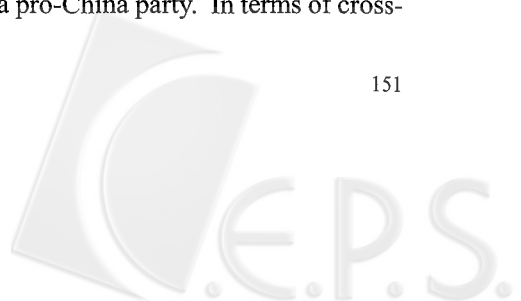 a pro-China party. In terms of cross-
151
C.E.P.S.